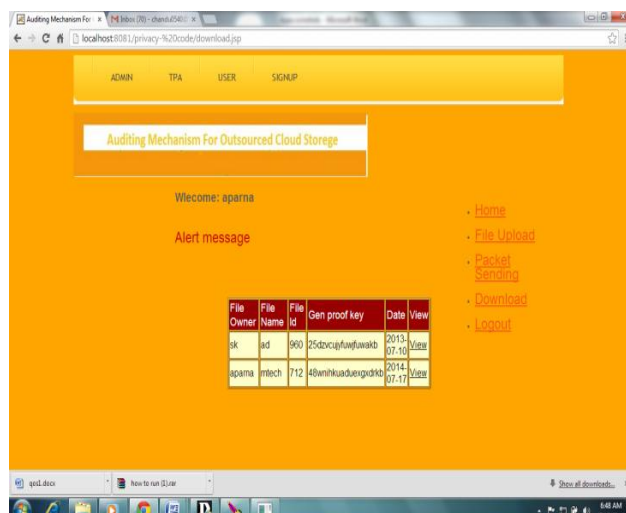 Auditing Mechanism For
Inbox (70) - chandu5401
localhost:8081/privacy-%20code/download.jsp
ADMIN TPA USER SIGNUP
Auditing Mechanism For Outsourced Cloud Storege
Wlecome: aparna
Alert message
Home
File Upload
Packet
Sending
Download
Logout
File Owner File Name File Id Gen proof key Date View
sk ad 960 25dzvcujyfuwjfuwakb 2013-07-10 View
aparna mtech 712 48wnihkuaduexgxdrkb 2014-07-17 View
qos1.docx how to run (1).rar Show all downloads...
6:48 AM